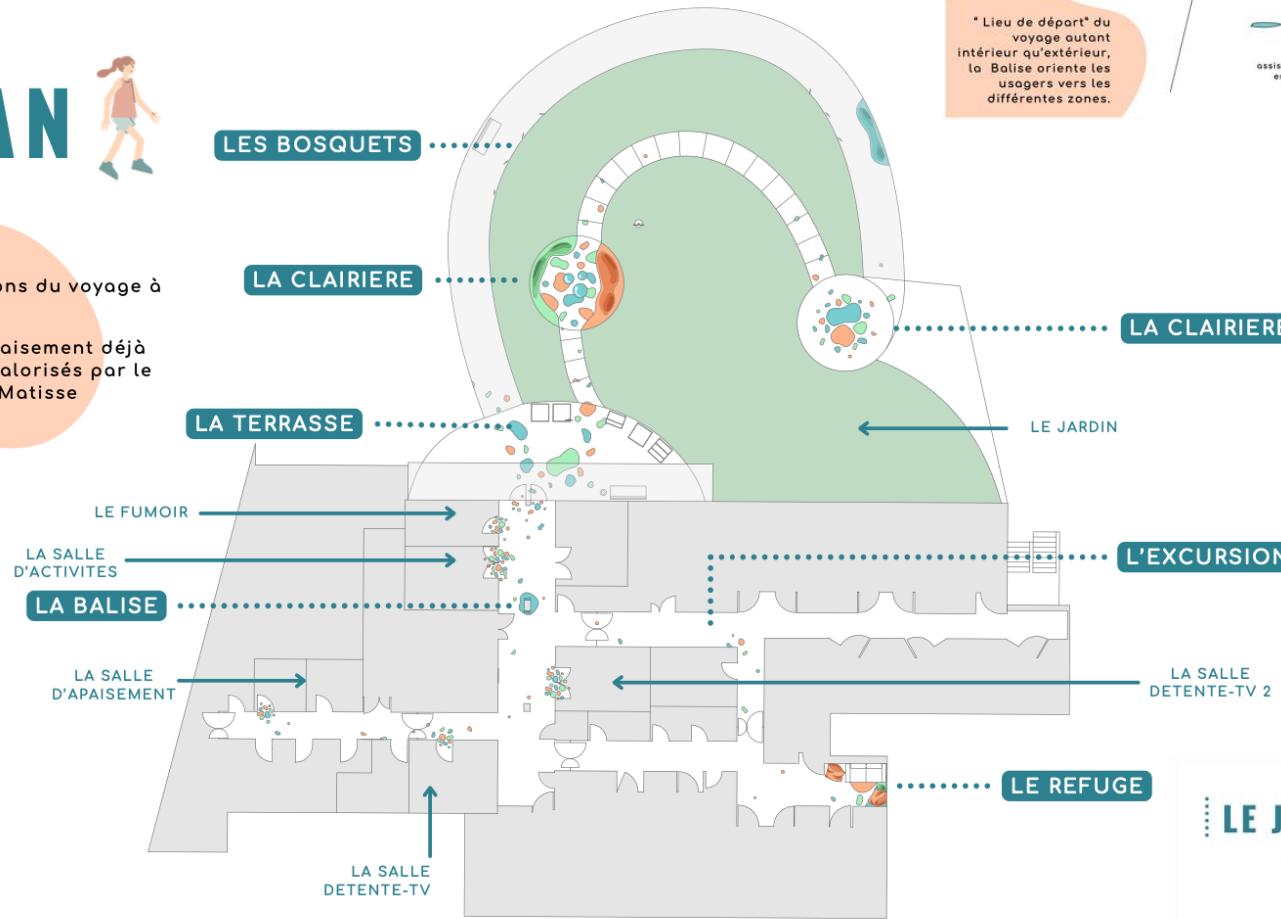 " Lieu de départ" du
voyage autant
intérieur qu'extérieur,
la Balise oriente les
usagers vers les
différentes zones.
LES BOSQUETS
LA CLAIRIERE
LA CLAIRIERE
ons du voyage à
aisement déjà
alorisés par le
Matisse
LA TERRASSE
LE JARDIN
LE FUMOIR
LA SALLE
D'ACTIVITES
L'EXCURSION
LA BALISE
LA SALLE
D'APAISEMENT
LA SALLE
DETENTE-TV 2
LE REFUGE
LE J
LA SALLE
DETENTE-TV